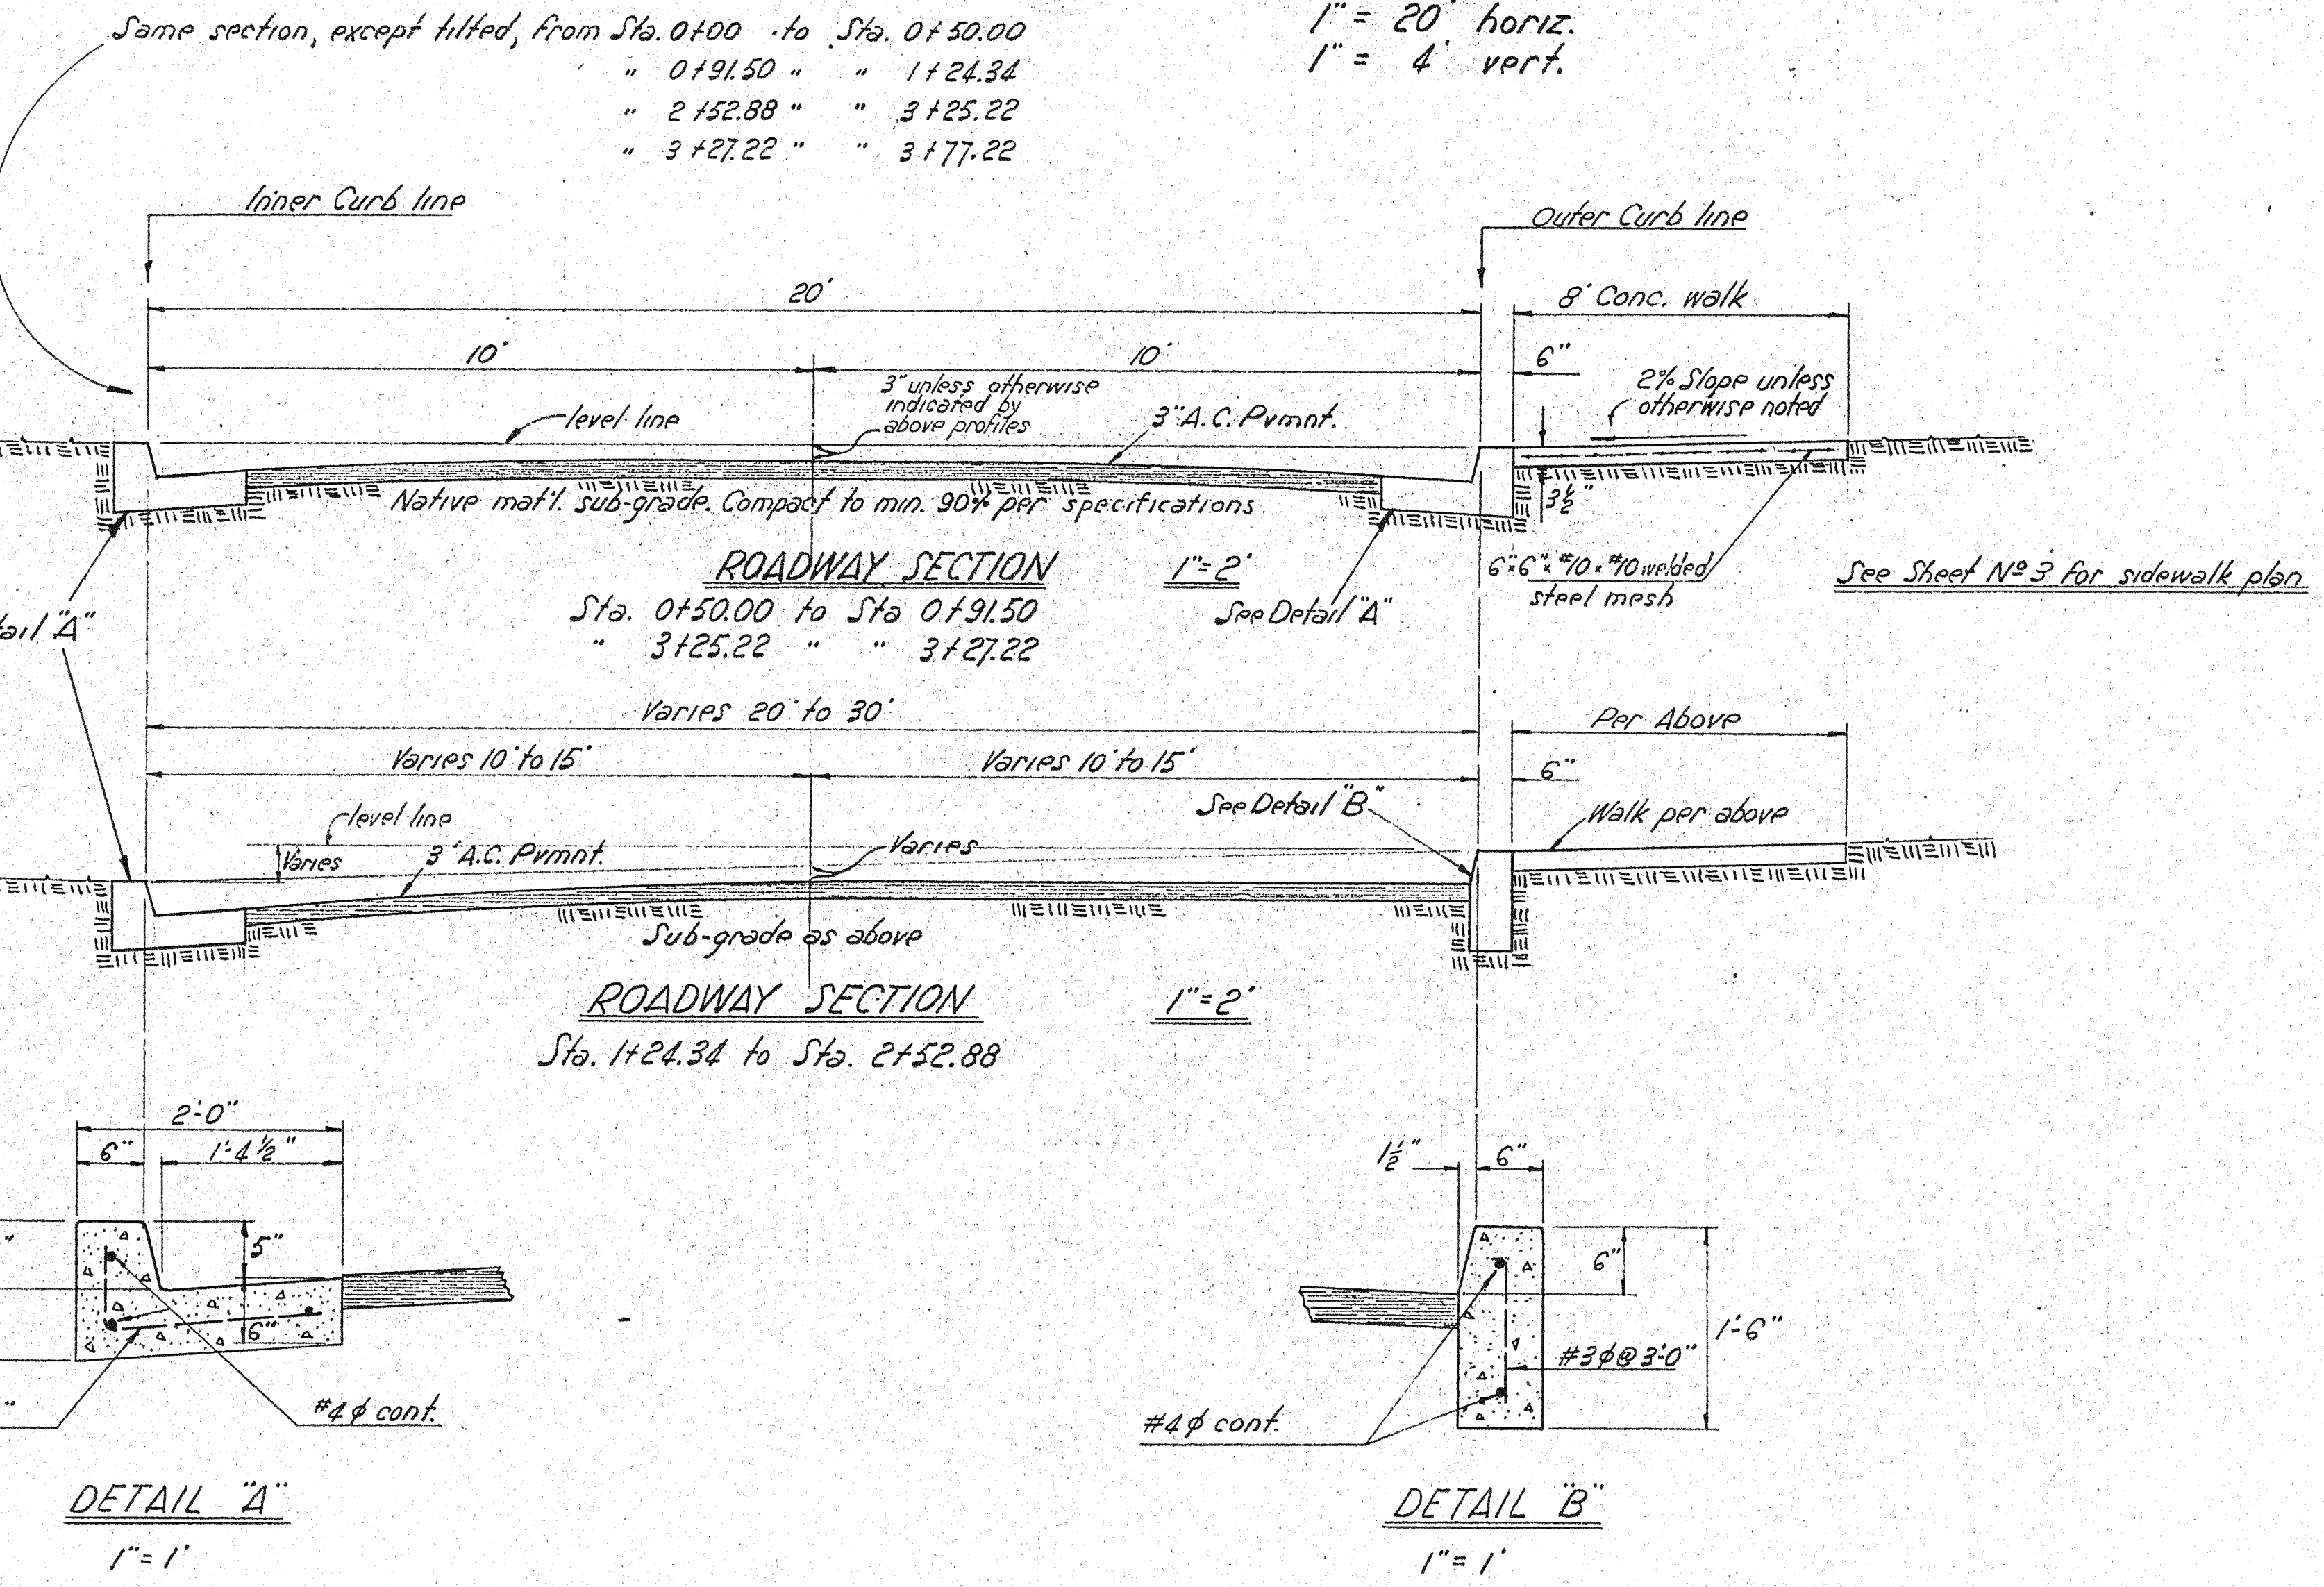 Same section, except tilted, from Sta. 0+00 to Sta. 0+50.00
" 0+91.50 " " 1+24.34
" 2+52.88 " " 3+25.22
" 3+27.22 " " 3+77.22
1" = 20' horiz.
1" = 4' vert.
Inner Curb line
Outer Curb line
20'
8' Conc. walk
10'
10'
6"
3" unless otherwise
indicated by
above profiles
2% Slope unless
otherwise noted
level line
3" A.C. Pvmnt.
Native mat'l. sub-grade. Compact to min. 90% per specifications
3½"
ROADWAY SECTION 1"=2'
Sta. 0+50.00 to Sta 0+91.50
" 3+25.22 " " 3+27.22
See Detail "A"
6"x6"x#10x#10 welded
steel mesh
See Sheet Nº 3 for sidewalk plan
"A"
Varies 20' to 30'
Per Above
Varies 10' to 15'
Varies 10' to 15'
6"
See Detail "B"
level line
Walk per above
Varies
3" A.C. Pvmnt.
Varies
Sub-grade as above
ROADWAY SECTION 1"=2'
Sta. 1+24.34 to Sta. 2+52.88
2'-0"
6"
1'-4½"
5"
6"
#4 ϕ cont.
DETAIL "A"
1"=1'
1½"
6"
6"
1'-6"
#3ϕ@3'-0"
#4 ϕ cont.
DETAIL "B"
1"=1'